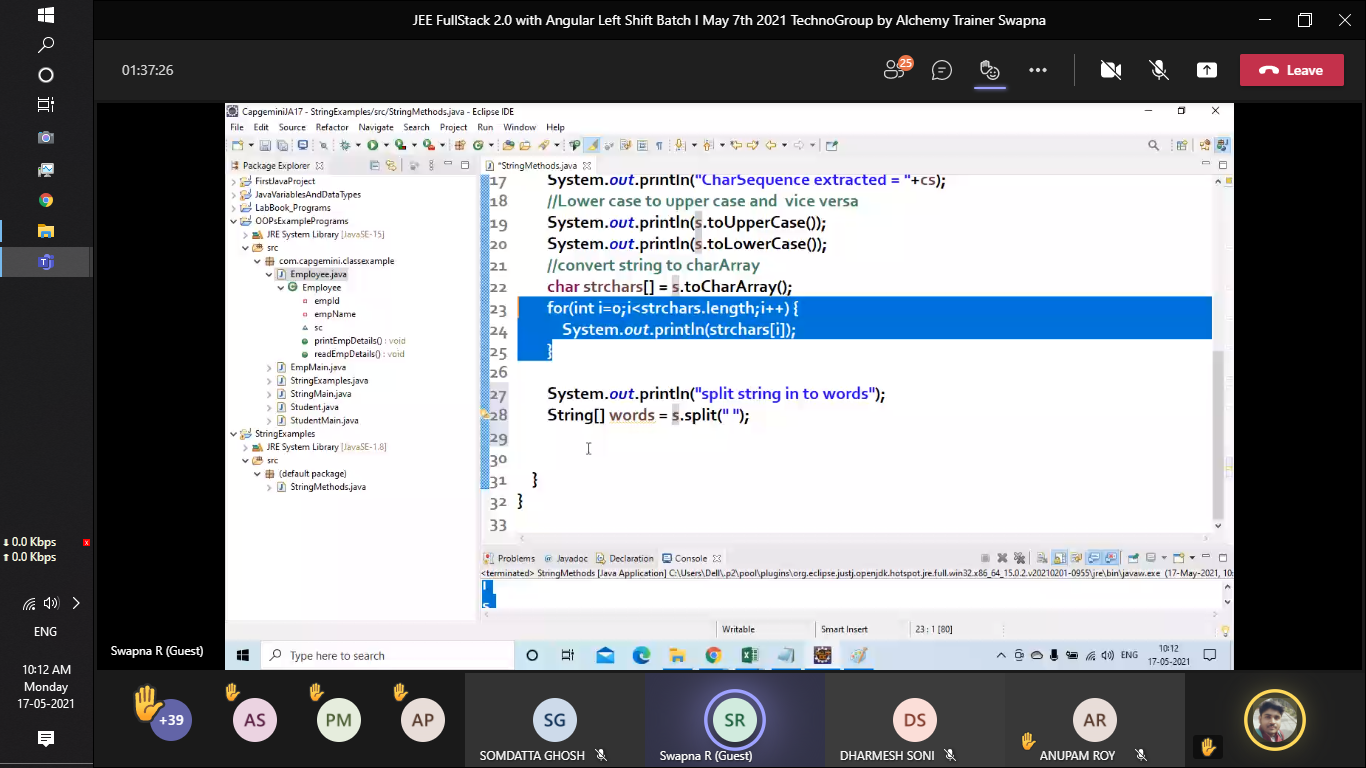 JEE FullStack 2.0 with Angular Left Shift Batch I May 7th 2021 TechnoGroup by Alchemy Trainer Swapna
01:37:26
25
Leave
CapgeminiJA17 - StringExamples/src/StringMethods.java - Eclipse IDE
File Edit Source Refactor Navigate Search Project Run Window Help
Package Explorer
FirstJavaProject
JavaVariablesAndDataTypes
LabBook_Programs
OOPsExamplePrograms
JRE System Library [JavaSE-15]
src
com.capgemini.classexample
Employee.java
Employee
empId
empName
sc
printEmpDetails() : void
readEmpDetails() : void
EmpMain.java
StringExamples.java
StringMain.java
Student.java
StudentMain.java
StringExamples
JRE System Library [JavaSE-1.8]
src
(default package)
StringMethods.java
*StringMethods.java
17 System.out.println("CharSequence extracted = "+cs);
18 //Lower case to upper case and vice versa
19 System.out.println(s.toUpperCase());
20 System.out.println(s.toLowerCase());
21 //convert string to charArray
22 char strchars[] = s.toCharArray();
23 for(int i=0;i<strchars.length;i++) {
24 System.out.println(strchars[i]);
25 }
26
27 System.out.println("split string in to words");
28 String[] words = s.split(" ");
29
30
31 }
32 }
33
Problems @ Javadoc Declaration Console
<terminated> StringMethods [Java Application] C:\Users\Dell\.p2\pool\plugins\org.eclipse.justj.openjdk.hotspot.jre.full.win32.x86_64_15.0.2.v20210201-0955\jre\bin\javaw.exe (17-May-2021, 10:
s
Writable Smart Insert 23 : 1 [80]
Type here to search
ENG
10:12
17-05-2021
Swapna R (Guest)
0.0 Kbps
0.0 Kbps
ENG
10:12 AM
Monday
17-05-2021
+39
AS
PM
AP
SG
SOMDATTA GHOSH
SR
Swapna R (Guest)
DS
DHARMESH SONI
AR
ANUPAM ROY